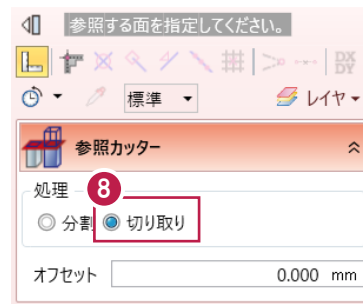 参照する面を指定してください。
DX
DY
標準
レイヤ
参照カッター
処理
8
分割
切り取り
オフセット 0.000 mm